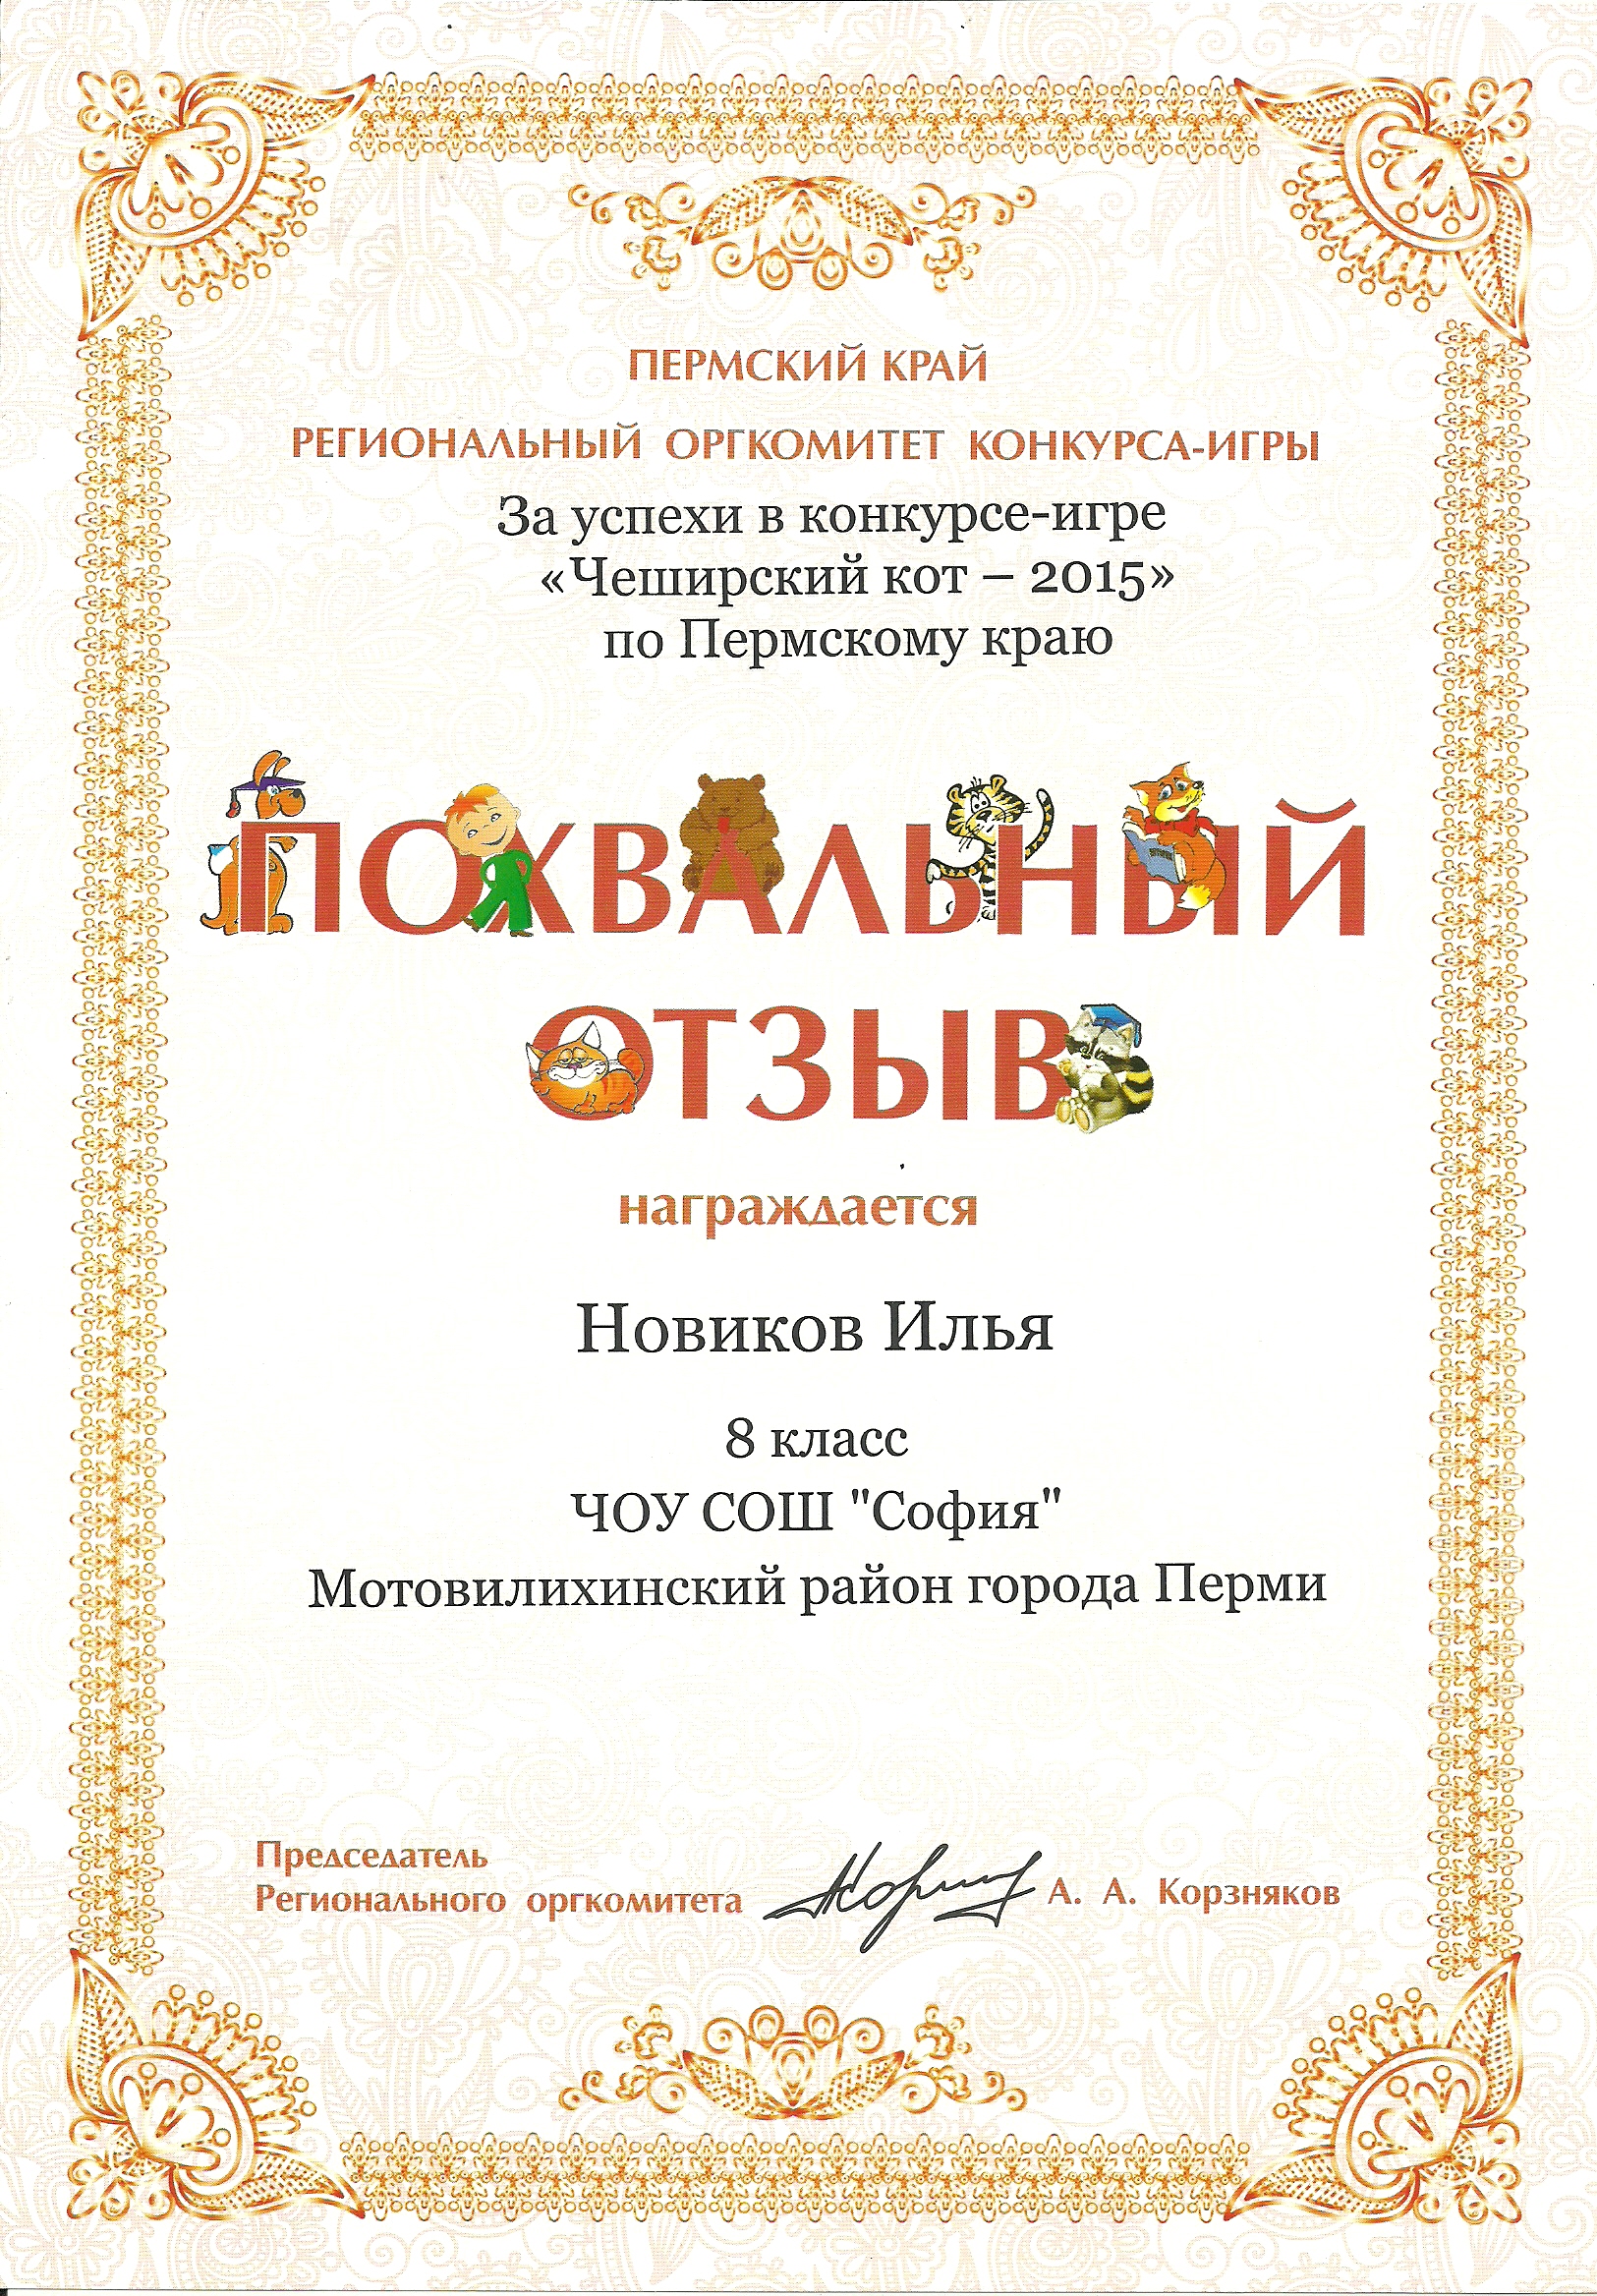 ПЕРМСКИЙ КРАЙ
РЕГИОНАЛЬНЫЙ ОРГКОМИТЕТ КОНКУРСА-ИГРЫ
За успехи в конкурсе-игре
«Чеширский кот – 2015»
по Пермскому краю
ПОХВАЛЬНЫЙ
ОТЗЫВ
награждается
Новиков Илья
8 класс
ЧОУ СОШ "София"
Мотовилихинский район города Перми
Председатель
Регионального оргкомитета А. А. Корзняков